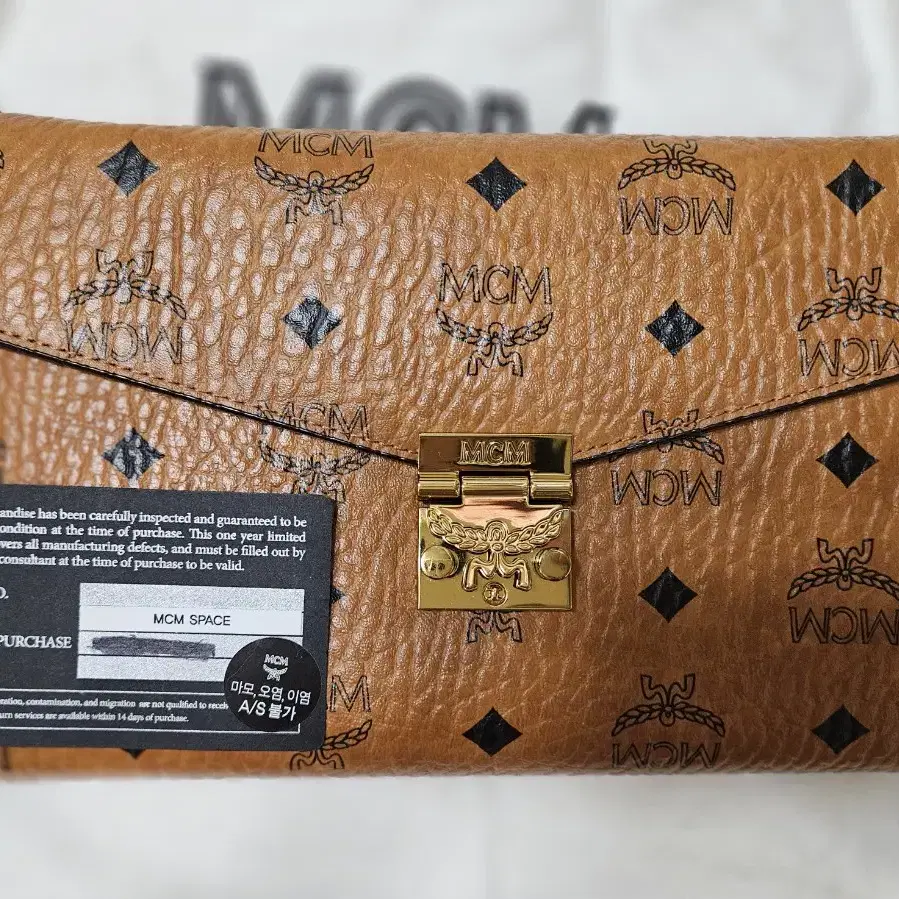 MCM
MCM
MCM
MCM
MCM
MCM
MCM
MCM
MCM
MCM
MCM
MCM
MCM
andise has been carefully inspected and guaranteed to be
condition at the time of purchase. This one year limited
vers all manufacturing defects, and must be filled out by
consultant at the time of purchase to be valid.
O.
MCM SPACE
PURCHASE
MCM
마모, 오염, 이염
A/S 불가
ration, contamination, and migration are not qualified to receiv
urn services are available within 14 days of purchase.